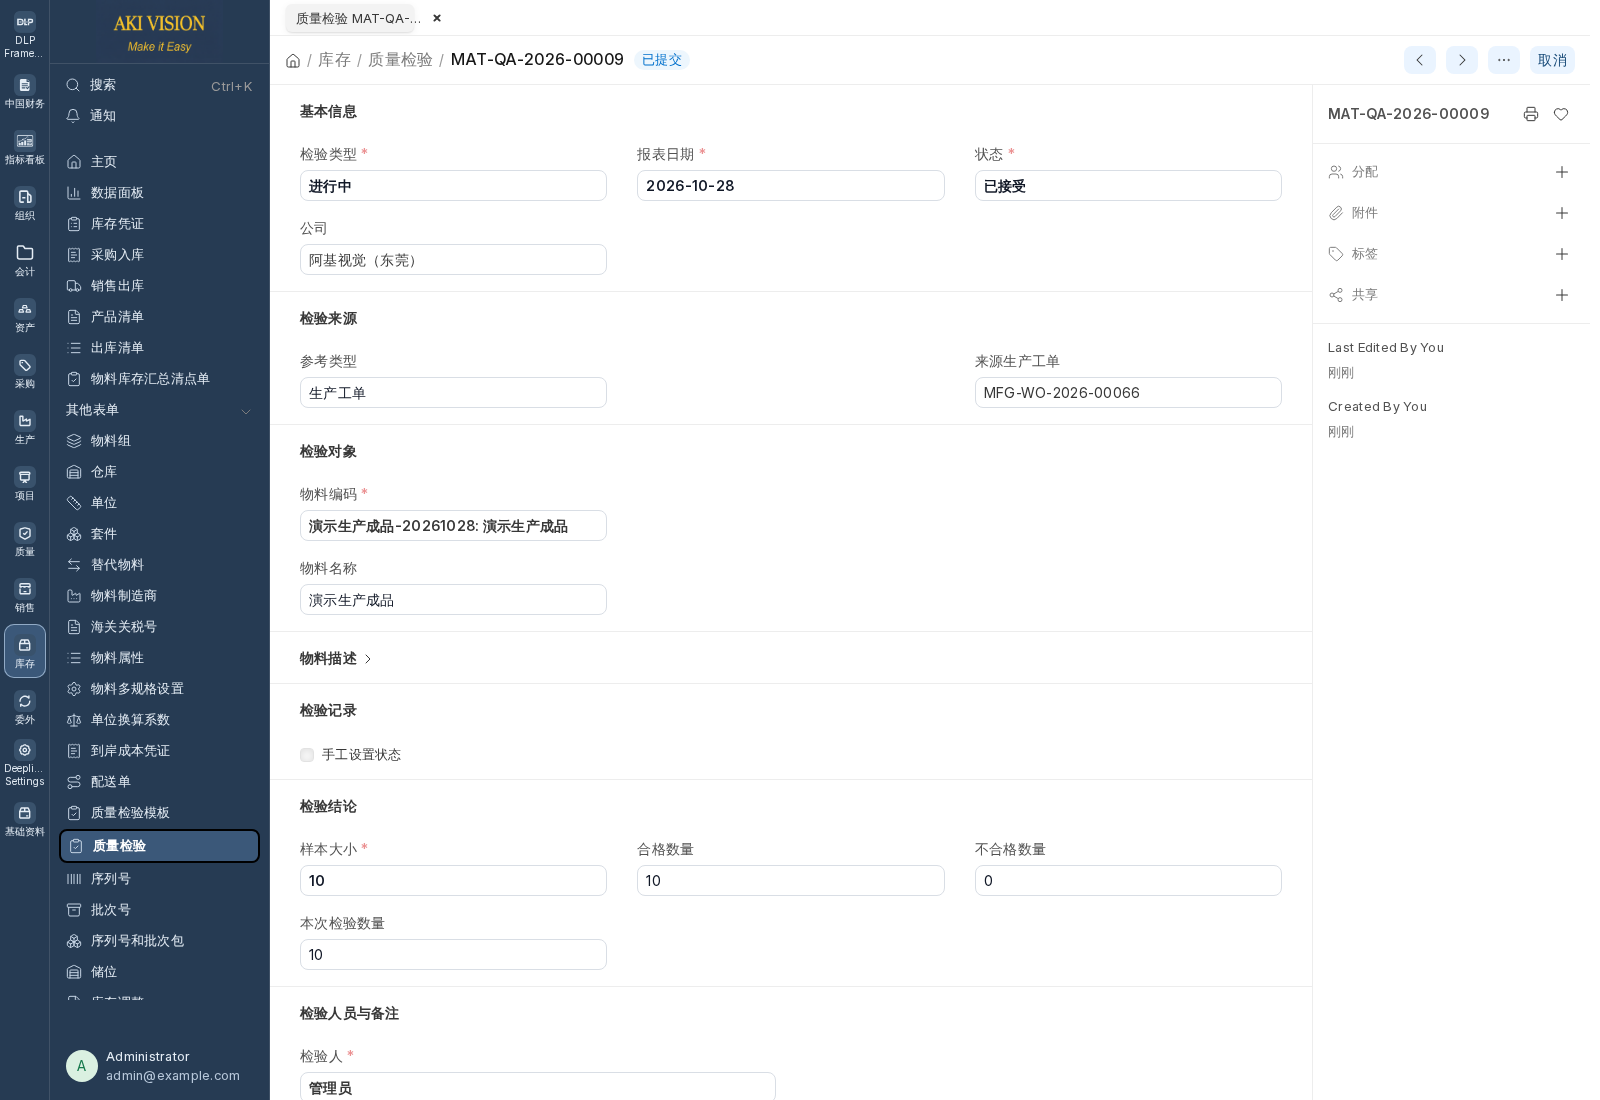 DLP
DLP
Frame...
中国财务
指标看板
组织
会计
资产
采购
生产
项目
质量
销售
库存
委外
Deepli...
Settings
基础资料
AKI VISION
Make it Easy
搜索 Ctrl+K
通知
主页
数据面板
库存凭证
采购入库
销售出库
产品清单
出库清单
物料库存汇总清点单
其他表单
物料组
仓库
单位
套件
替代物料
物料制造商
海关关税号
物料属性
物料多规格设置
单位换算系数
到岸成本凭证
配送单
质量检验模板
质量检验
序列号
批次号
序列号和批次包
储位
A
Administrator
admin@example.com
质量检验 MAT-QA-... ×
/ 库存 / 质量检验 / MAT-QA-2026-00009 已提交
取消
基本信息
检验类型 * 报表日期 * 状态 *
进行中 2026-10-28 已接受
公司
阿基视觉（东莞）
检验来源
参考类型 来源生产工单
生产工单 MFG-WO-2026-00066
检验对象
物料编码 *
演示生产成品-20261028: 演示生产成品
物料名称
演示生产成品
物料描述
检验记录
手工设置状态
检验结论
样本大小 * 合格数量 不合格数量
10 10 0
本次检验数量
10
检验人员与备注
检验人 *
管理员
MAT-QA-2026-00009
分配
附件
标签
共享
Last Edited By You
刚刚
Created By You
刚刚